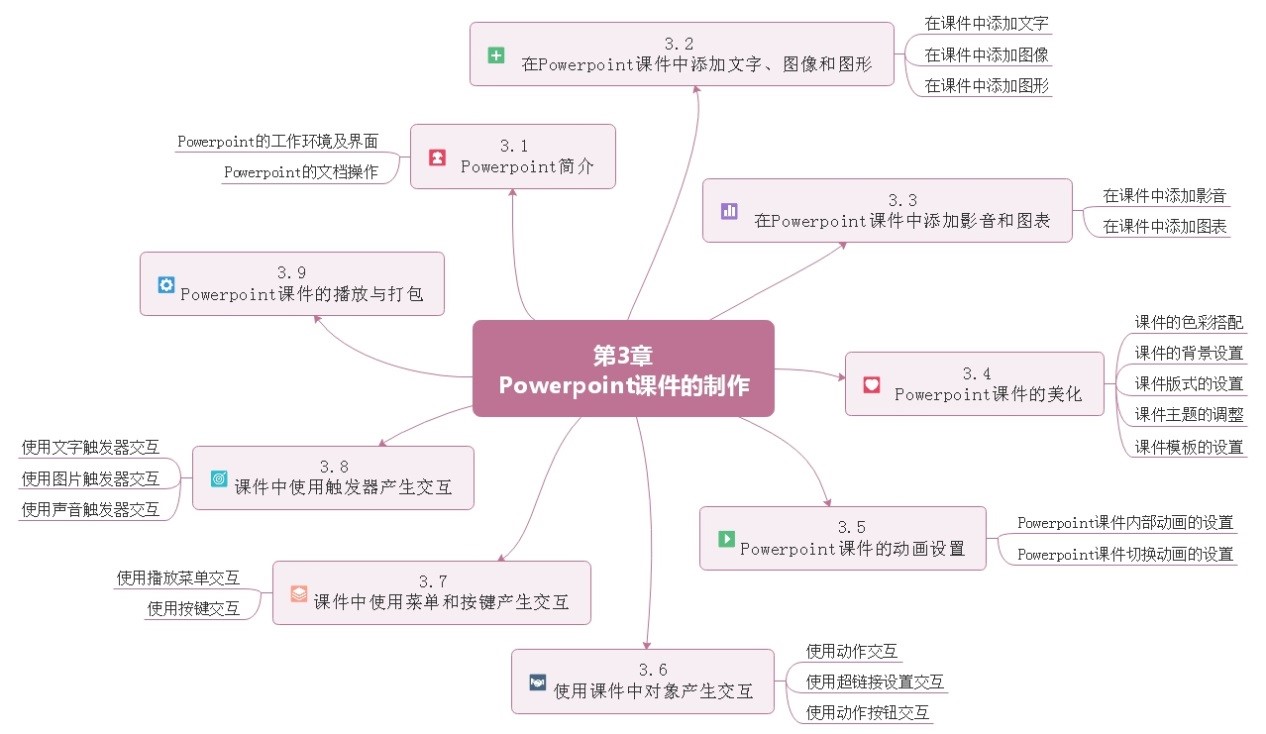 第3章
Powerpoint课件的制作
3.1
Powerpoint简介
Powerpoint的工作环境及界面
Powerpoint的文档操作
3.2
在Powerpoint课件中添加文字、图像和图形
在课件中添加文字
在课件中添加图像
在课件中添加图形
3.3
在Powerpoint课件中添加影音和图表
在课件中添加影音
在课件中添加图表
3.4
Powerpoint课件的美化
课件的色彩搭配
课件的背景设置
课件版式的设置
课件主题的调整
课件模板的设置
3.5
Powerpoint课件的动画设置
Powerpoint课件内部动画的设置
Powerpoint课件切换动画的设置
3.6
使用课件中对象产生交互
使用动作交互
使用超链接设置交互
使用动作按钮交互
3.7
课件中使用菜单和按键产生交互
使用播放菜单交互
使用按键交互
3.8
课件中使用触发器产生交互
使用文字触发器交互
使用图片触发器交互
使用声音触发器交互
3.9
Powerpoint课件的播放与打包